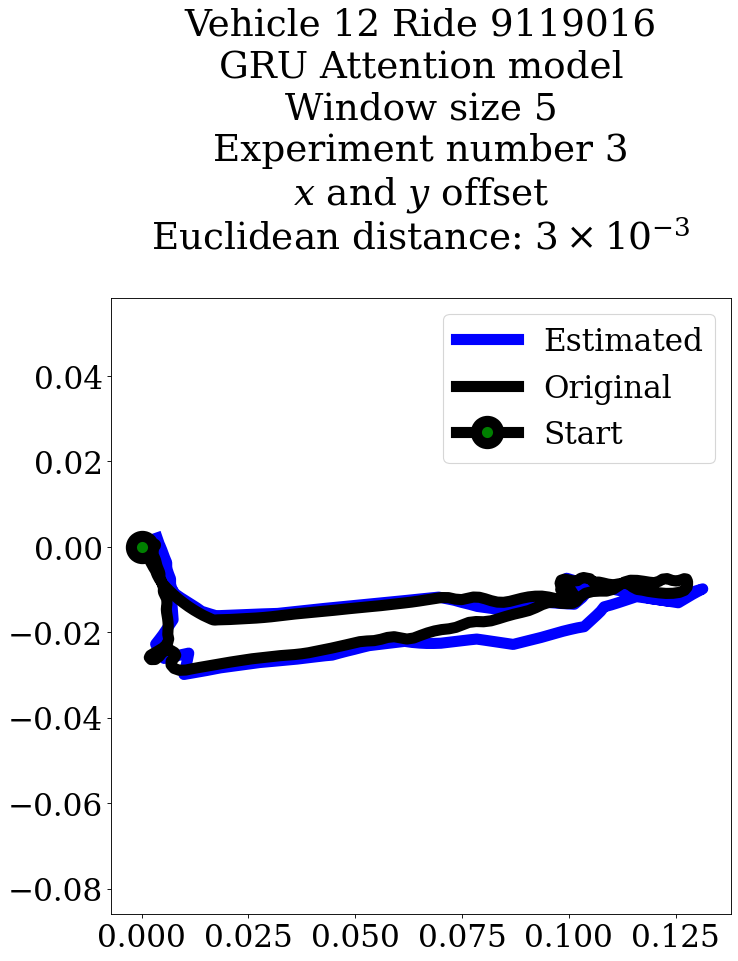 Vehicle 12 Ride 9119016
GRU Attention model
Window size 5
Experiment number 3
x and y offset
Euclidean distance: 3 × 10⁻³
Estimated
Original
Start
0.04
0.02
0.00
−0.02
−0.04
−0.06
−0.08
0.000 0.025 0.050 0.075 0.100 0.125